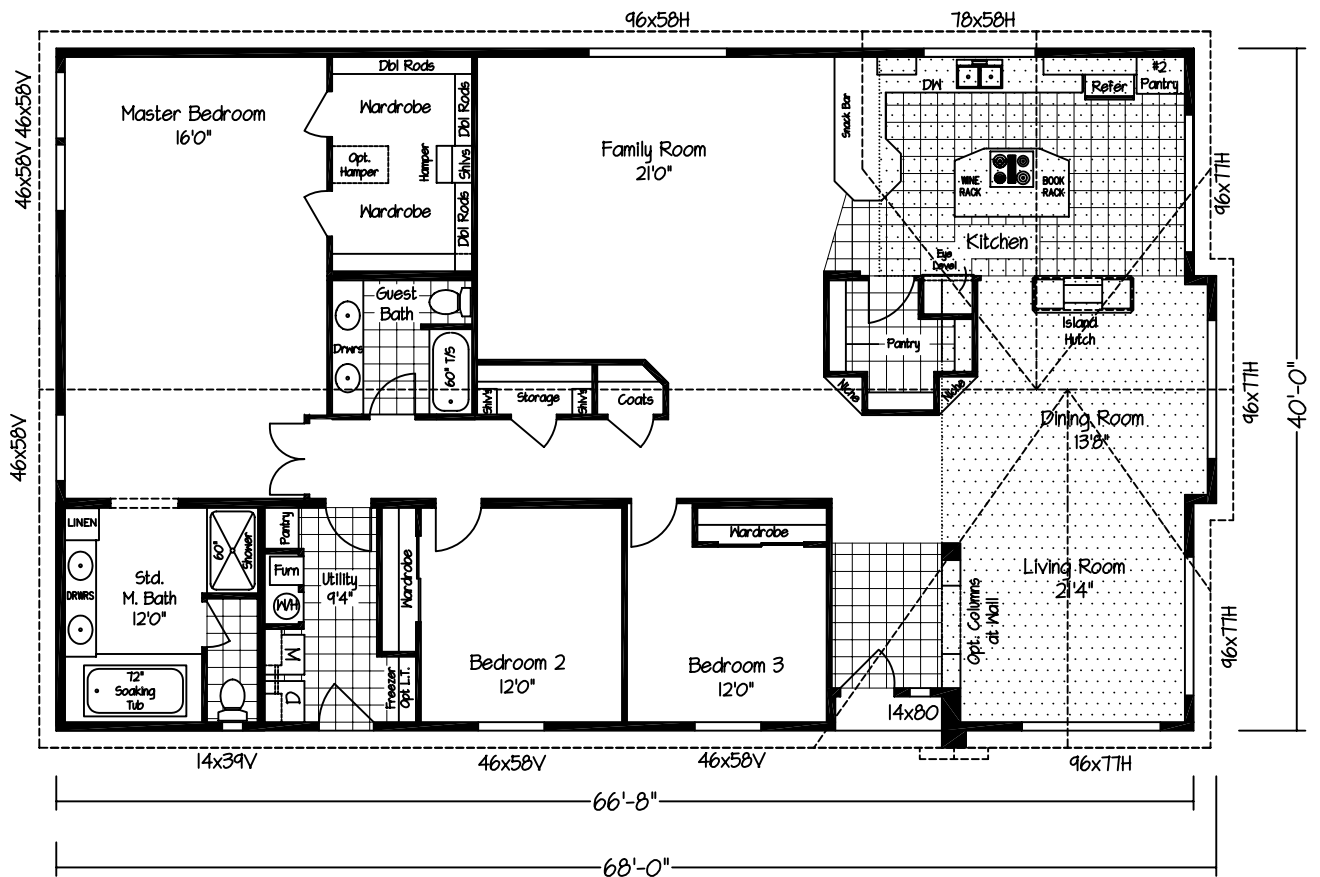 96x58H
78x58H
46x58V
46x58V
Master Bedroom
16'0"
Dbl Rods
Wardrobe
Dbl Rods
Opt.
Hamper
Hamper
Shlvs
Wardrobe
Dbl Rods
Family Room
21'0"
Snack Bar
DW
Refer
#2
Pantry
WINE
RACK
BOOK
RACK
Kitchen
96x77H
Eye
Level
Guest
Bath
Drwrs
60" T/S
Pantry
Island
Hutch
Niche
Niche
Shlvs
Storage
Shlvs
Coats
46x58V
Dining Room
13'8"
96x77H
40'-0"
LINEN
DRWRS
60"
Shower
Std.
M. Bath
12'0"
72"
Soaking
Tub
Pantry
Furn
W/H
Utility
9'4"
M
D
Wardrobe
Freezer
Opt L.T.
Bedroom 2
12'0"
Wardrobe
Bedroom 3
12'0"
Living Room
21'4"
Opt. Columns
at Wall
96x77H
14x80
14x39V
46x58V
46x58V
96x77H
66'-8"
68'-0"